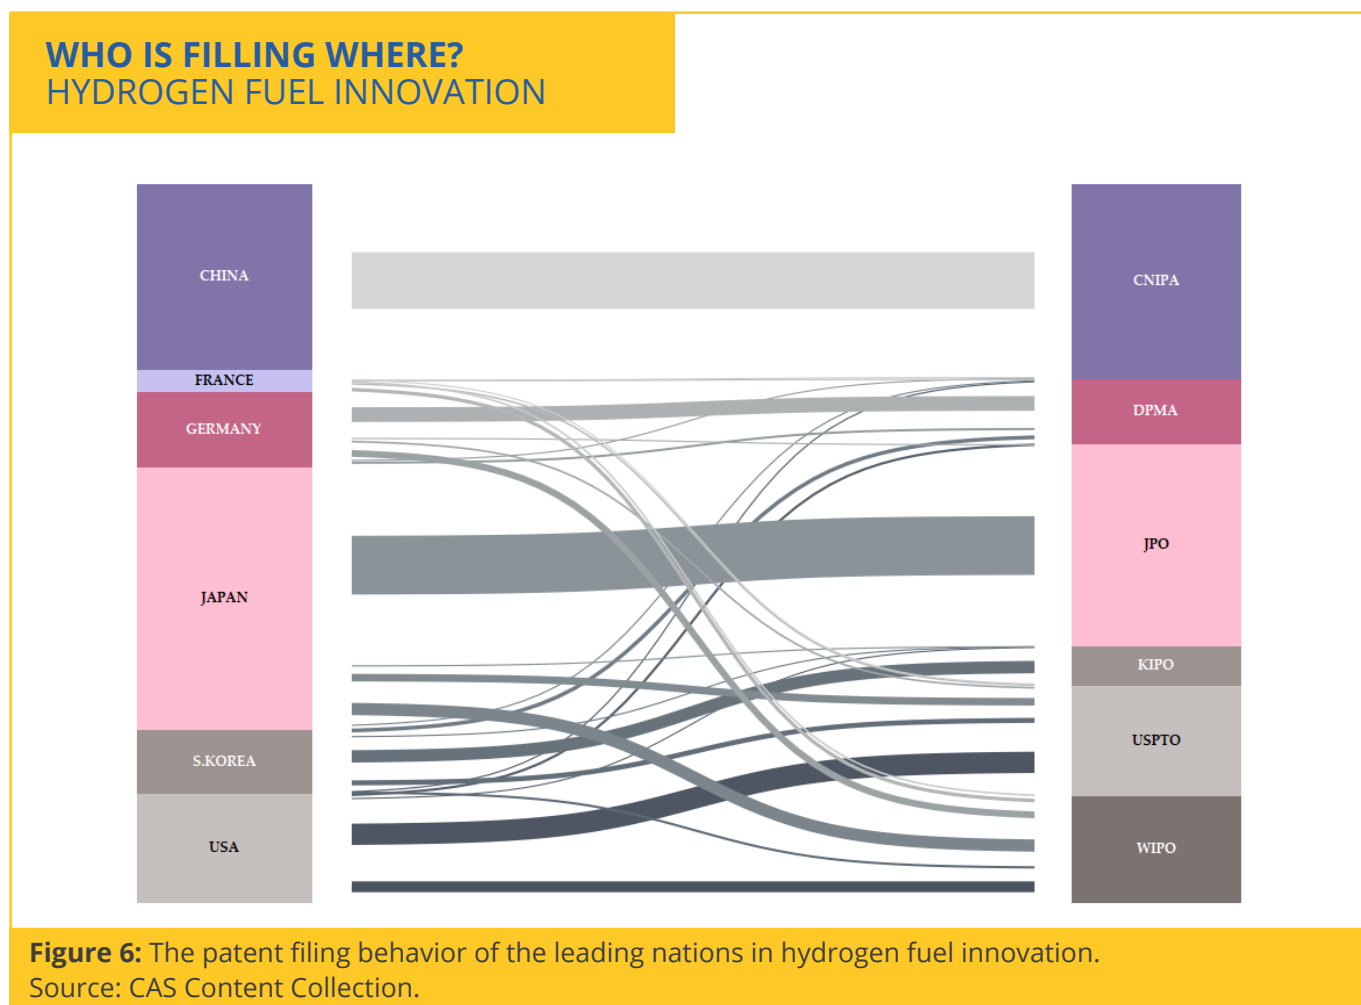 WHO IS FILLING WHERE?
HYDROGEN FUEL INNOVATION
CHINA
FRANCE
GERMANY
JAPAN
S.KOREA
USA
CNIPA
DPMA
JPO
KIPO
USPTO
WIPO
Figure 6: The patent filing behavior of the leading nations in hydrogen fuel innovation.
Source: CAS Content Collection.